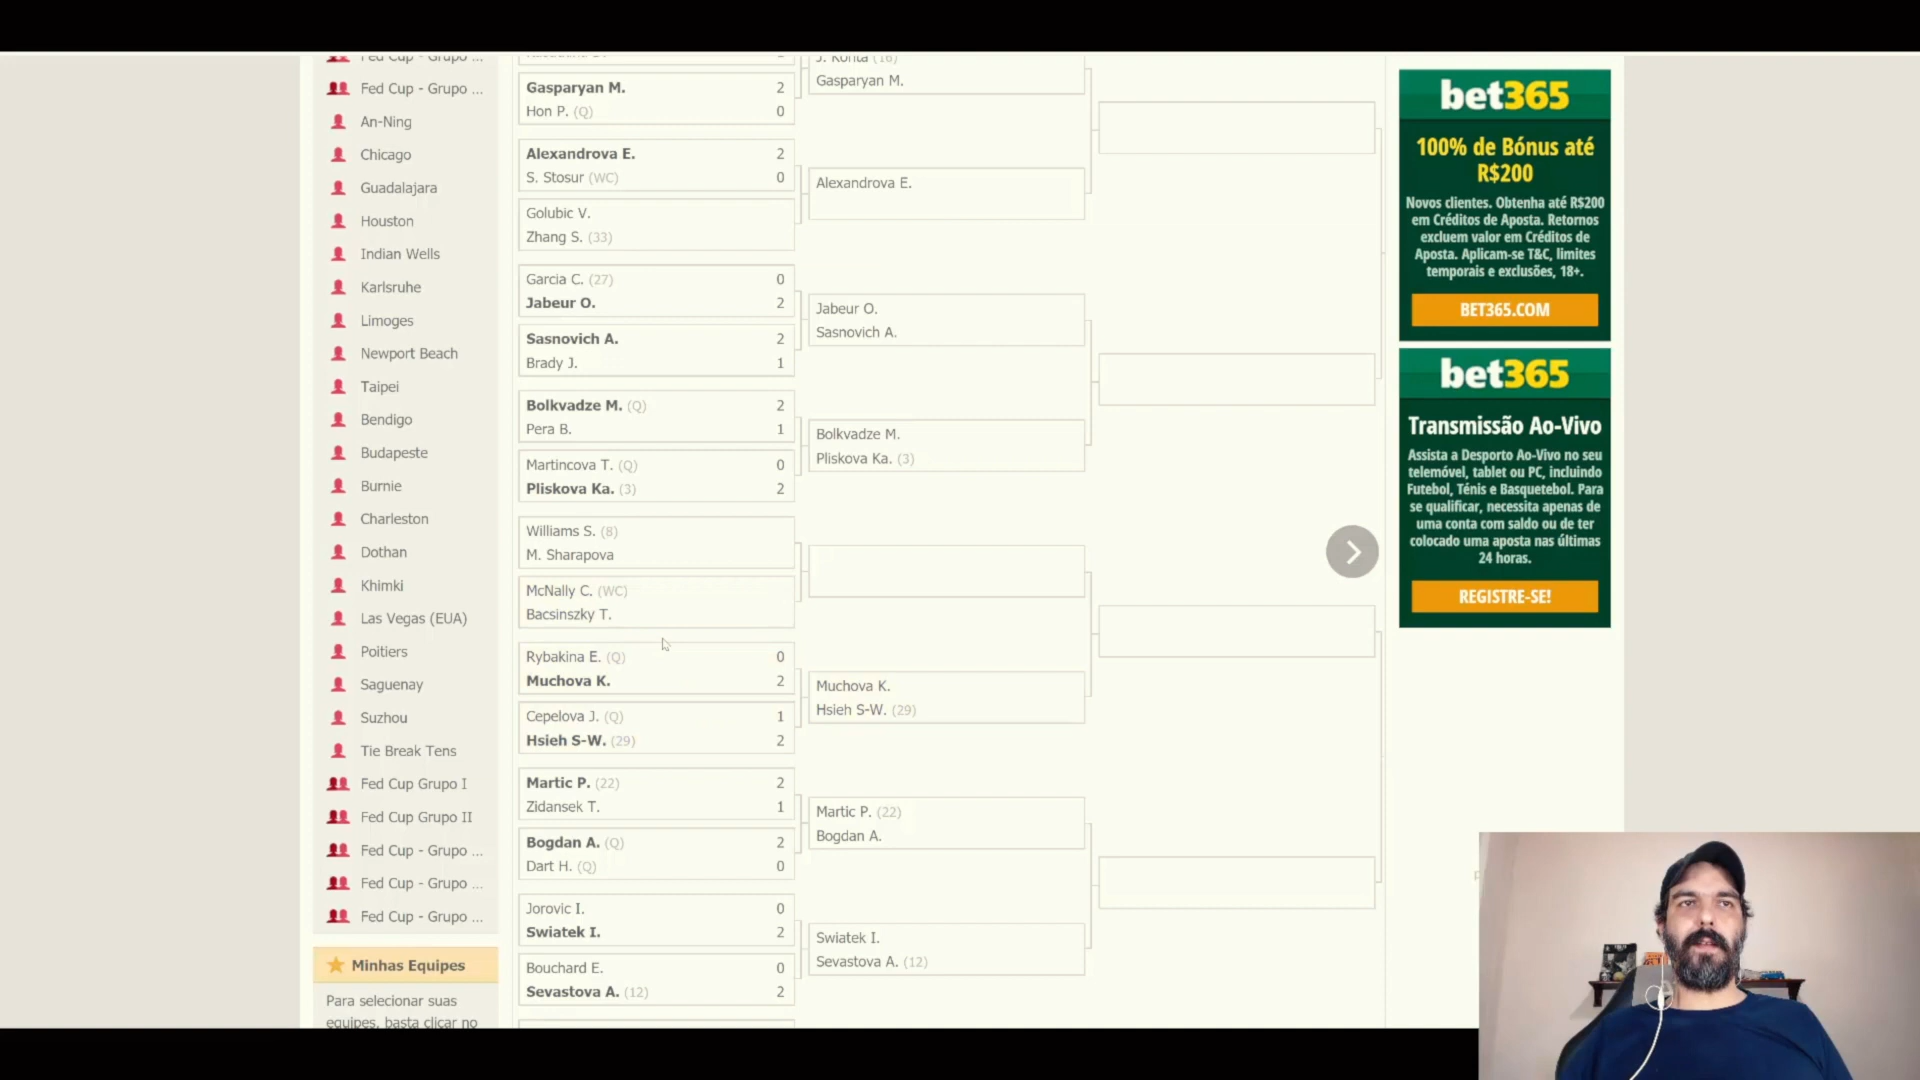 Fed Cup - Grupo ...
Fed Cup - Grupo ...
An-Ning
Chicago
Guadalajara
Houston
Indian Wells
Karlsruhe
Limoges
Newport Beach
Taipei
Bendigo
Budapeste
Burnie
Charleston
Dothan
Khimki
Las Vegas (EUA)
Poitiers
Saguenay
Suzhou
Tie Break Tens
Fed Cup Grupo I
Fed Cup Grupo II
Fed Cup - Grupo ...
Fed Cup - Grupo ...
Fed Cup - Grupo ...
Minhas Equipes
Para selecionar suas
equipes, basta clicar no
Gasparyan M. 2
Hon P. (Q) 0
Alexandrova E. 2
S. Stosur (WC) 0
Golubic V.
Zhang S. (33)
Garcia C. (27) 0
Jabeur O. 2
Sasnovich A. 2
Brady J. 1
Bolkvadze M. (Q) 2
Pera B. 1
Martincova T. (Q) 0
Pliskova Ka. (3) 2
Williams S. (8)
M. Sharapova
McNally C. (WC)
Bacsinszky T.
Rybakina E. (Q) 0
Muchova K. 2
Cepelova J. (Q) 1
Hsieh S-W. (29) 2
Martic P. (22) 2
Zidansek T. 1
Bogdan A. (Q) 2
Dart H. (Q) 0
Jorovic I. 0
Swiatek I. 2
Bouchard E. 0
Sevastova A. (12) 2
J. Konta (16)
Gasparyan M.
Alexandrova E.
Jabeur O.
Sasnovich A.
Bolkvadze M.
Pliskova Ka. (3)
Muchova K.
Hsieh S-W. (29)
Martic P. (22)
Bogdan A.
Swiatek I.
Sevastova A. (12)
bet365
100% de Bónus até
R$200
Novos clientes. Obtenha até R$200
em Créditos de Aposta. Retornos
excluem valor em Créditos de
Aposta. Aplicam-se T&C, limites
temporais e exclusões, 18+.
BET365.COM
bet365
Transmissão Ao-Vivo
Assista a Desporto Ao-Vivo no seu
telemóvel, tablet ou PC, incluindo
Futebol, Ténis e Basquetebol. Para
se qualificar, necessita apenas de
uma conta com saldo ou de ter
colocado uma aposta nas últimas
24 horas.
REGISTRE-SE!